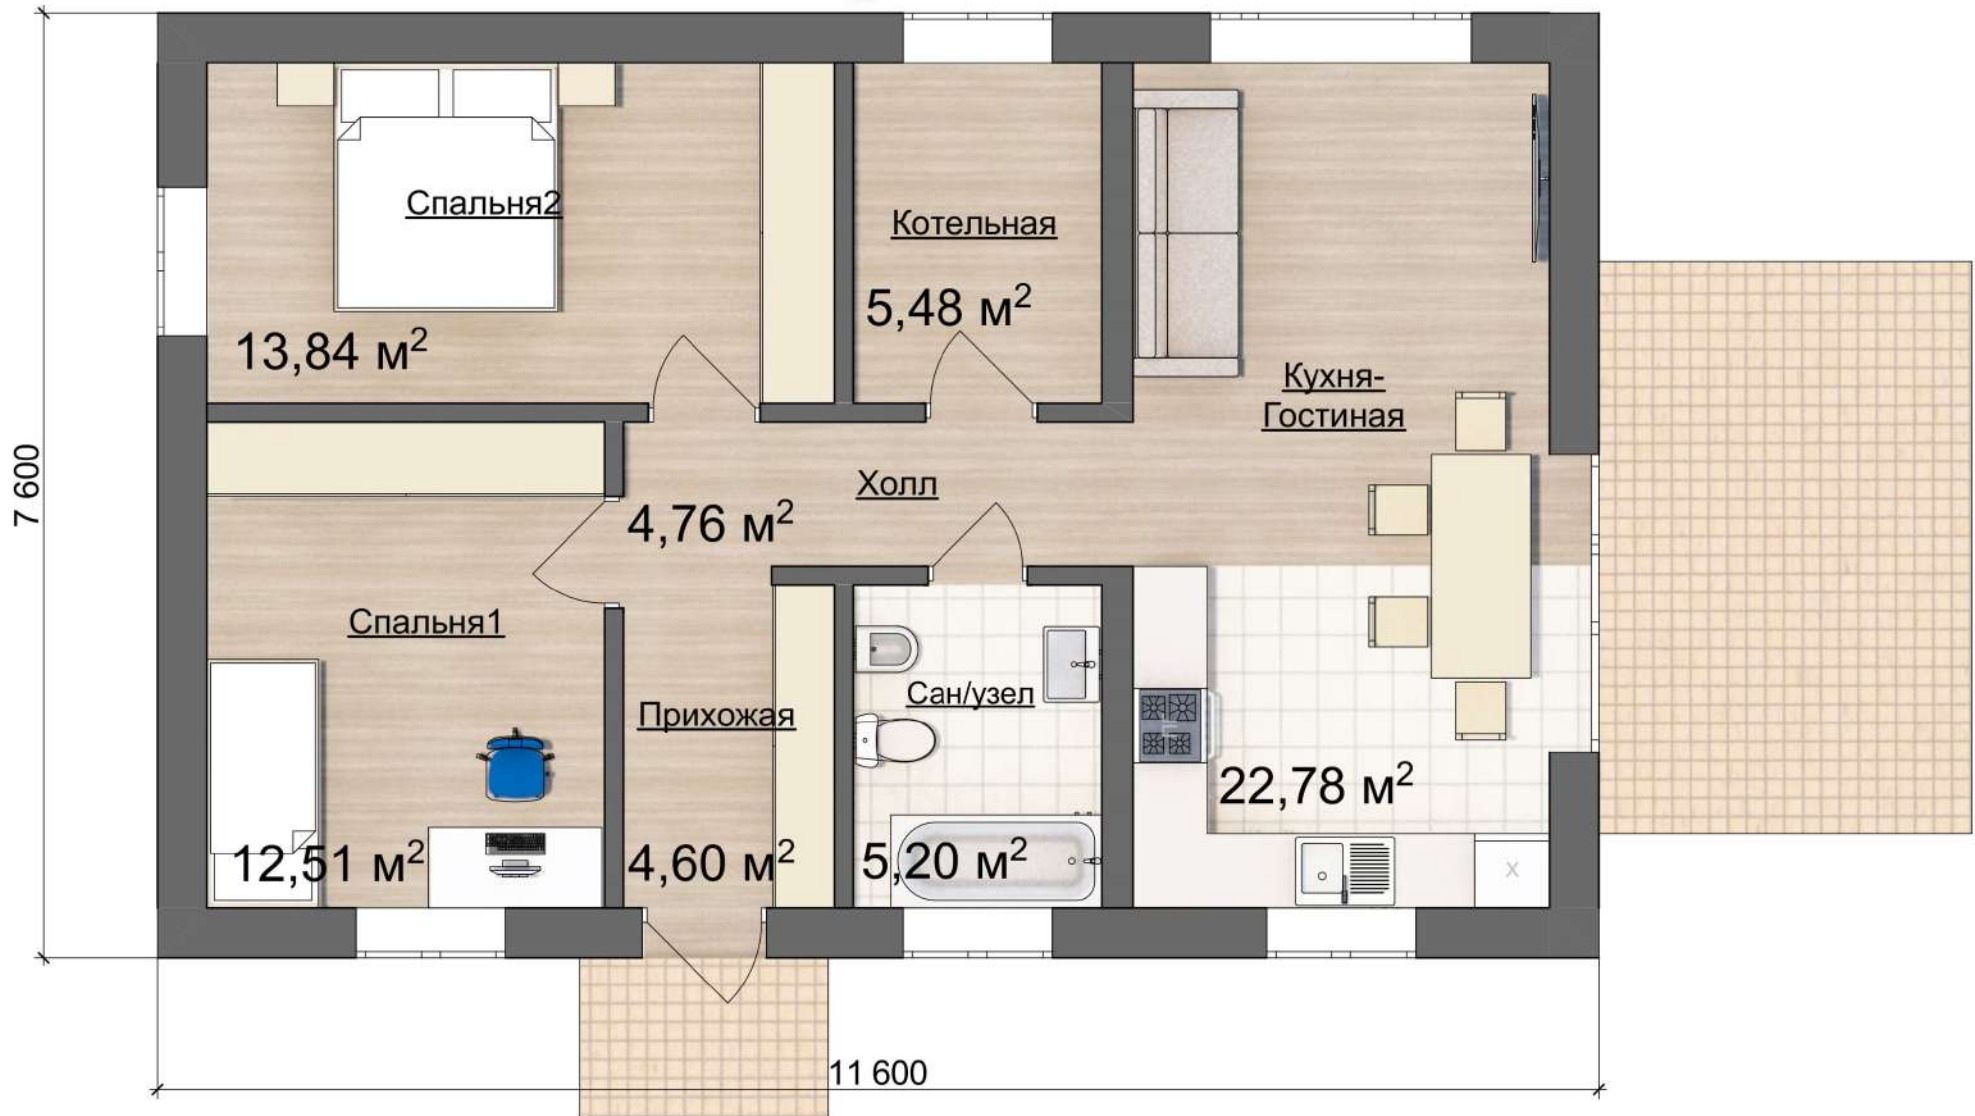 Спальня2
13,84 м²
Котельная
5,48 м²
Кухня-
Гостиная
22,78 м²
Холл
4,76 м²
Спальня1
12,51 м²
Прихожая
4,60 м²
Сан/узел
5,20 м²
X
7 600
11 600